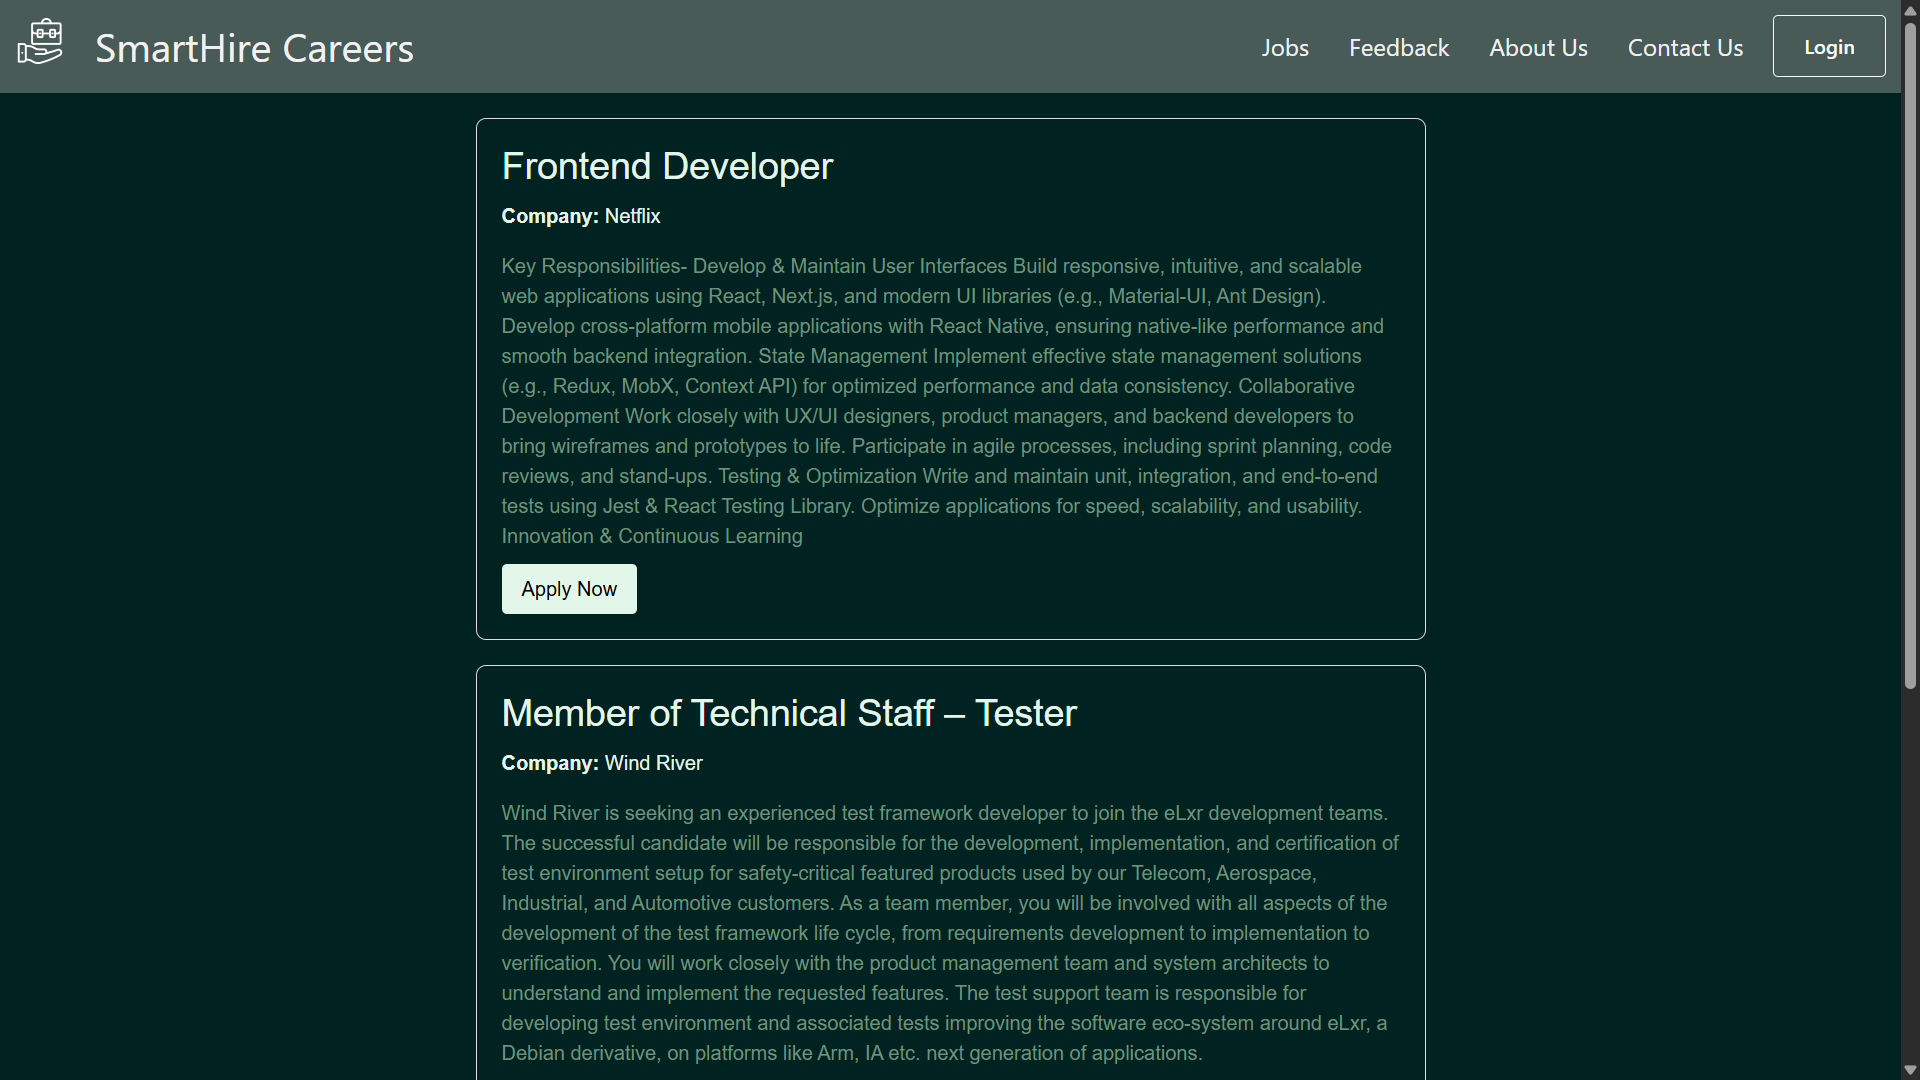 SmartHire Careers
Jobs
Feedback
About Us
Contact Us
Login
Frontend Developer
Company: Netflix
Key Responsibilities- Develop & Maintain User Interfaces Build responsive, intuitive, and scalable
web applications using React, Next.js, and modern UI libraries (e.g., Material-UI, Ant Design).
Develop cross-platform mobile applications with React Native, ensuring native-like performance and
smooth backend integration. State Management Implement effective state management solutions
(e.g., Redux, MobX, Context API) for optimized performance and data consistency. Collaborative
Development Work closely with UX/UI designers, product managers, and backend developers to
bring wireframes and prototypes to life. Participate in agile processes, including sprint planning, code
reviews, and stand-ups. Testing & Optimization Write and maintain unit, integration, and end-to-end
tests using Jest & React Testing Library. Optimize applications for speed, scalability, and usability.
Innovation & Continuous Learning
Apply Now
Member of Technical Staff – Tester
Company: Wind River
Wind River is seeking an experienced test framework developer to join the eLxr development teams.
The successful candidate will be responsible for the development, implementation, and certification of
test environment setup for safety-critical featured products used by our Telecom, Aerospace,
Industrial, and Automotive customers. As a team member, you will be involved with all aspects of the
development of the test framework life cycle, from requirements development to implementation to
verification. You will work closely with the product management team and system architects to
understand and implement the requested features. The test support team is responsible for
developing test environment and associated tests improving the software eco-system around eLxr, a
Debian derivative, on platforms like Arm, IA etc. next generation of applications.